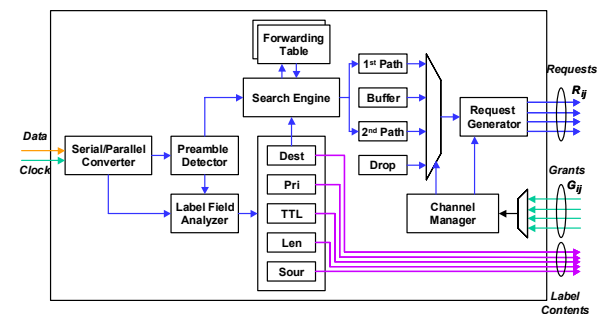 Forwarding
Table
1st Path
Buffer
2nd Path
Drop
Search Engine
Request
Generator
Requests
Rij
Data
Clock
Serial/Parallel
Converter
Preamble
Detector
Label Field
Analyzer
Dest
Pri
TTL
Len
Sour
Channel
Manager
Grants
Gij
Label
Contents